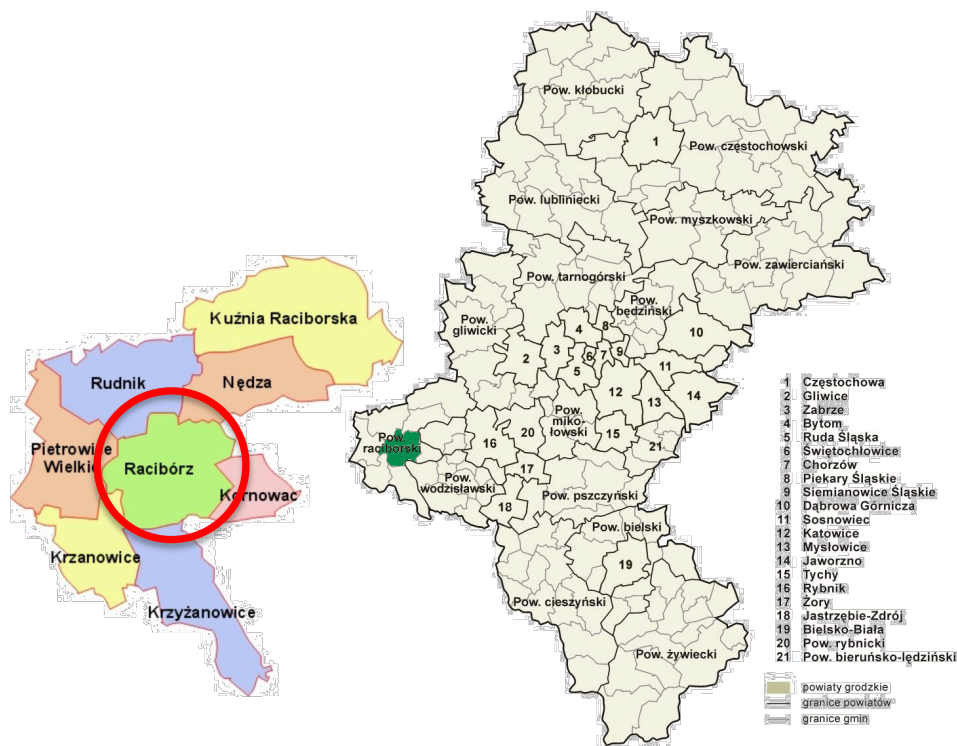 Kuźnia Raciborska
Rudnik
Nędza
Pietrowice
Wielkie
Racibórz
Kornowac
Krzanowice
Krzyżanowice
Pow. kłobucki
1
Pow. częstochowski
Pow. lubliniecki
Pow. myszkowski
Pow. zawierciański
Pow. tarnogórski
Pow.
będziński
Pow.
gliwicki
4
8
10
2
3
6
7
9
5
11
12
13
14
Pow.
raciborski
16
20
Pow.
miko-
łowski
15
21
Pow.
wodzisławski
17
18
Pow. pszczyński
Pow. bielski
19
Pow. cieszyński
Pow. żywiecki
1 Częstochowa
2 Gliwice
3 Zabrze
4 Bytom
5 Ruda Śląska
6 Świętochłowice
7 Chorzów
8 Piekary Śląskie
9 Siemianowice Śląskie
10 Dąbrowa Górnicza
11 Sosnowiec
12 Katowice
13 Mysłowice
14 Jaworzno
15 Tychy
16 Rybnik
17 Żory
18 Jastrzębie-Zdrój
19 Bielsko-Biała
20 Pow. rybnicki
21 Pow. bieruńsko-lędziński
powiaty grodzkie
granice powiatów
granice gmin